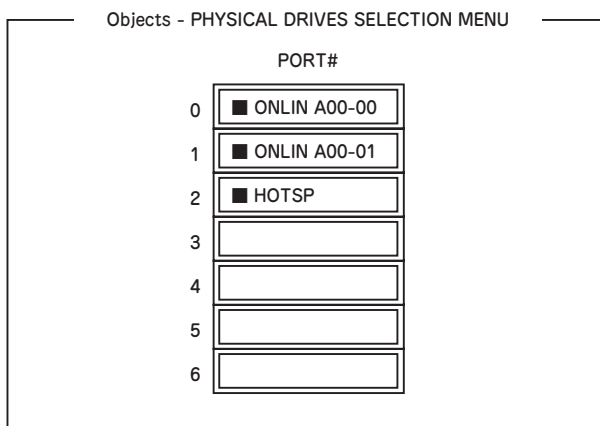 Objects - PHYSICAL DRIVES SELECTION MENU
PORT#
0 ■ ONLIN A00-00
1 ■ ONLIN A00-01
2 ■ HOTSP
3
4
5
6